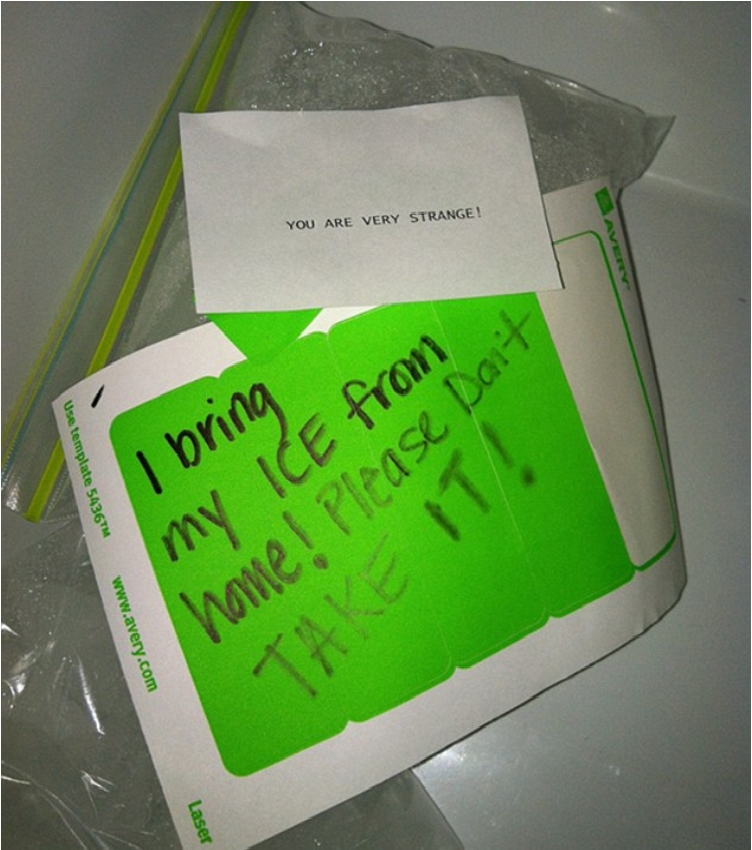 YOU ARE VERY STRANGE!
AVERY
I bring
my ICE from
home! Please Don't
TAKE IT!
Use template 5436™
www.avery.com
Laser